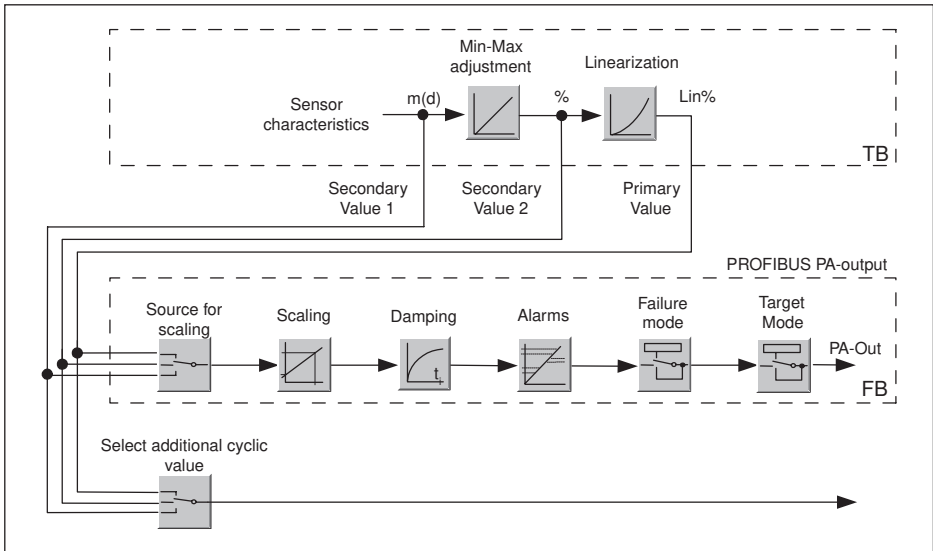 Min-Max
adjustment
Linearization
Sensor
characteristics
m(d)
%
Lin%
TB
Secondary
Value 1
Secondary
Value 2
Primary
Value
PROFIBUS PA-output
Source for
scaling
Scaling
Damping
Alarms
Failure
mode
Target
Mode
t
PA-Out
FB
Select additional cyclic
value